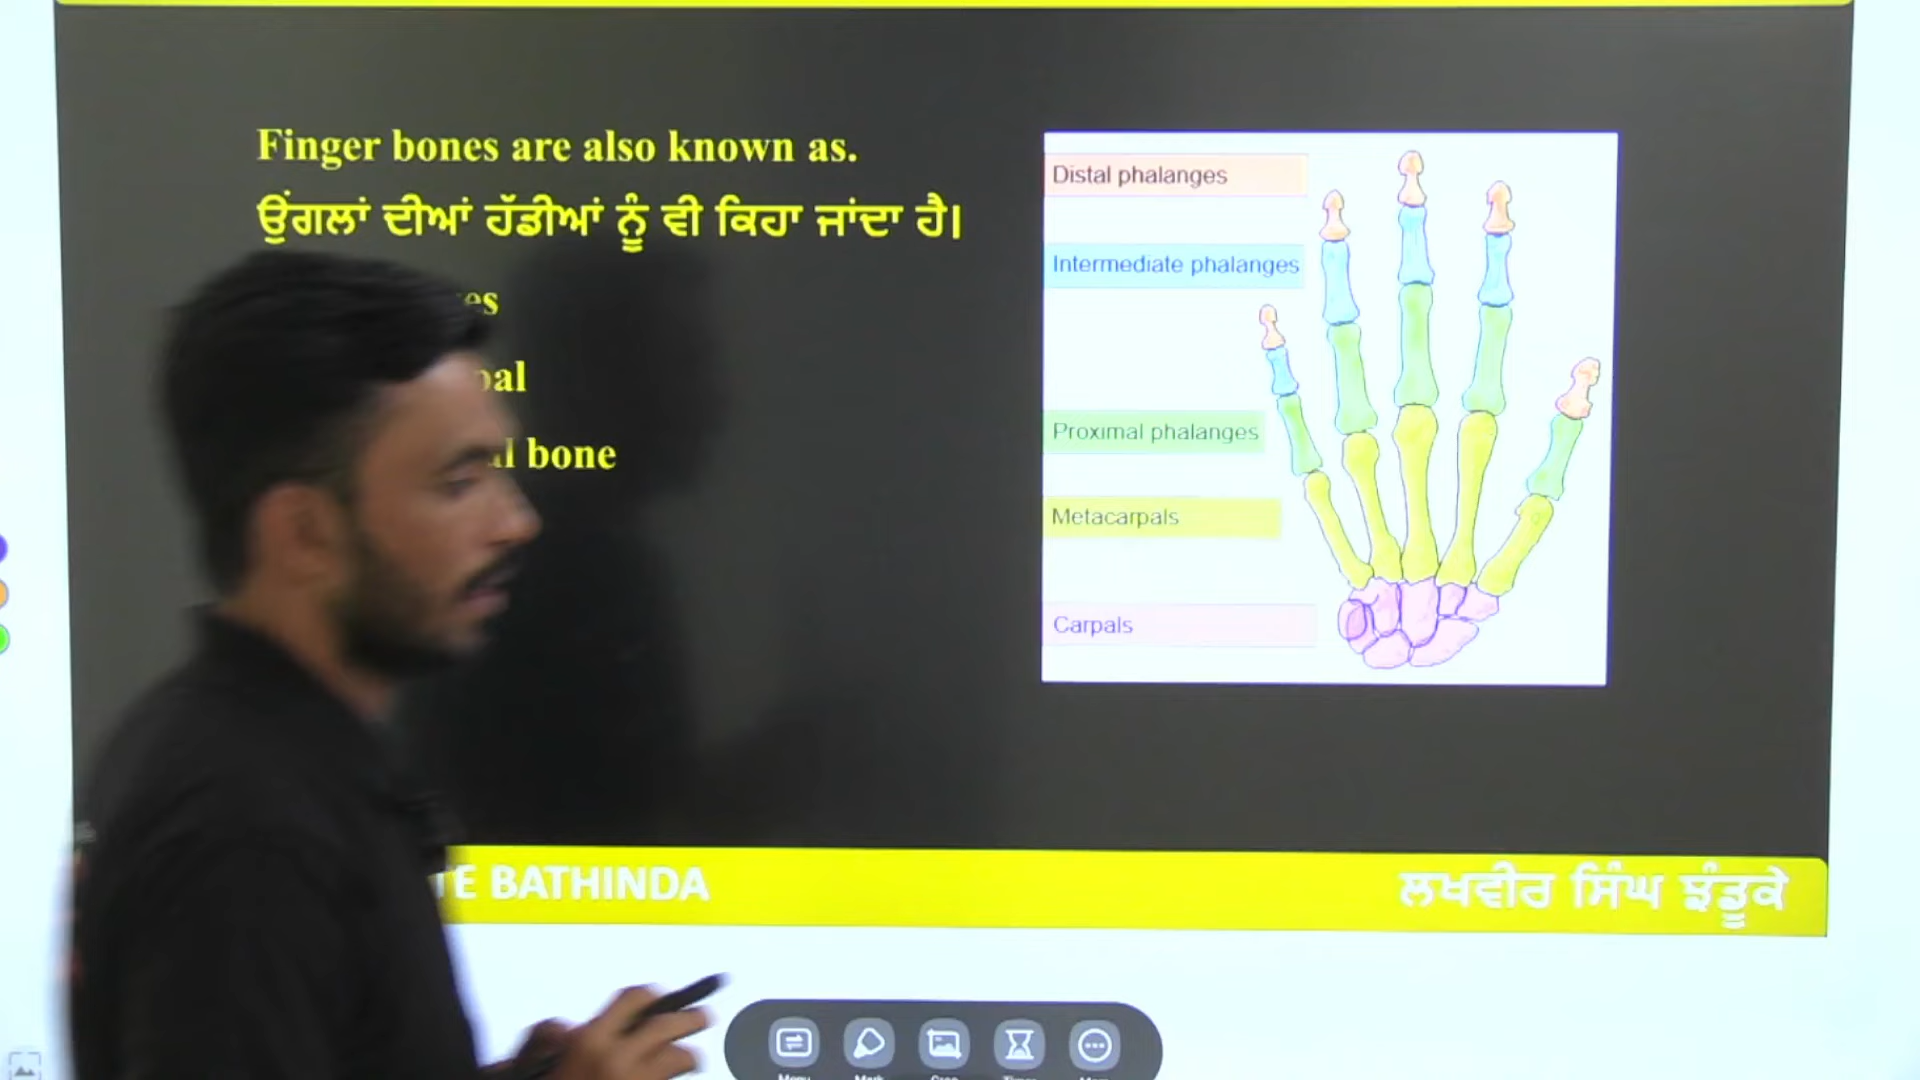 Finger bones are also known as.
ਉਂਗਲਾਂ ਦੀਆਂ ਹੱਡੀਆਂ ਨੂੰ ਵੀ ਕਿਹਾ ਜਾਂਦਾ ਹੈ।
bone
Distal phalanges
Intermediate phalanges
Proximal phalanges
Metacarpals
Carpals
BATHINDA
ਲਖਵੀਰ ਸਿੰਘ ਝੰਡੂਕੇ